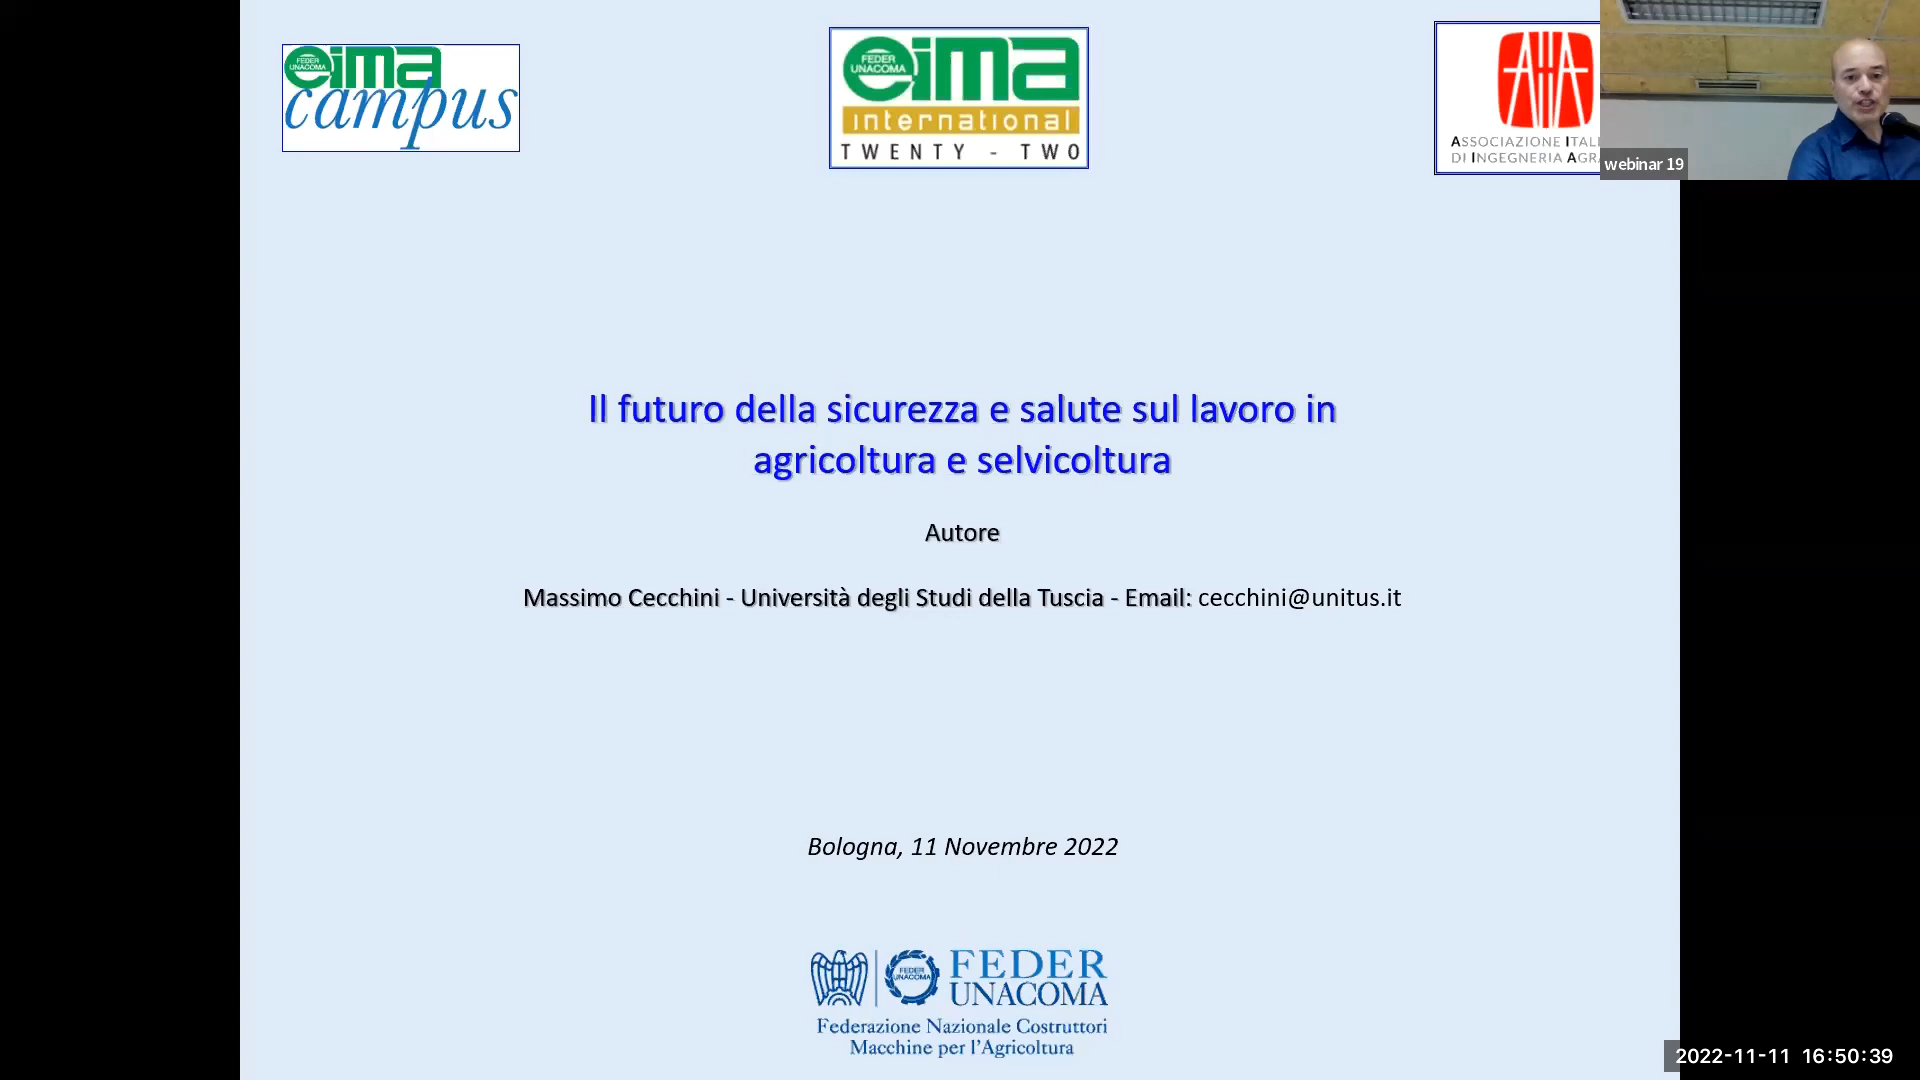 FEDER
UNACOMA
eima
campus
FEDER
UNACOMA
eima
international
TWENTY - TWO
ASSOCIAZIONE ITAL
DI INGEGNERIA AGR
webinar 19
Il futuro della sicurezza e salute sul lavoro in
agricoltura e selvicoltura
Autore
Massimo Cecchini - Università degli Studi della Tuscia - Email: cecchini@unitus.it
Bologna, 11 Novembre 2022
FEDER
UNACOMA
FEDER
UNACOMA
Federazione Nazionale Costruttori
Macchine per l'Agricoltura
2022-11-11 16:50:39